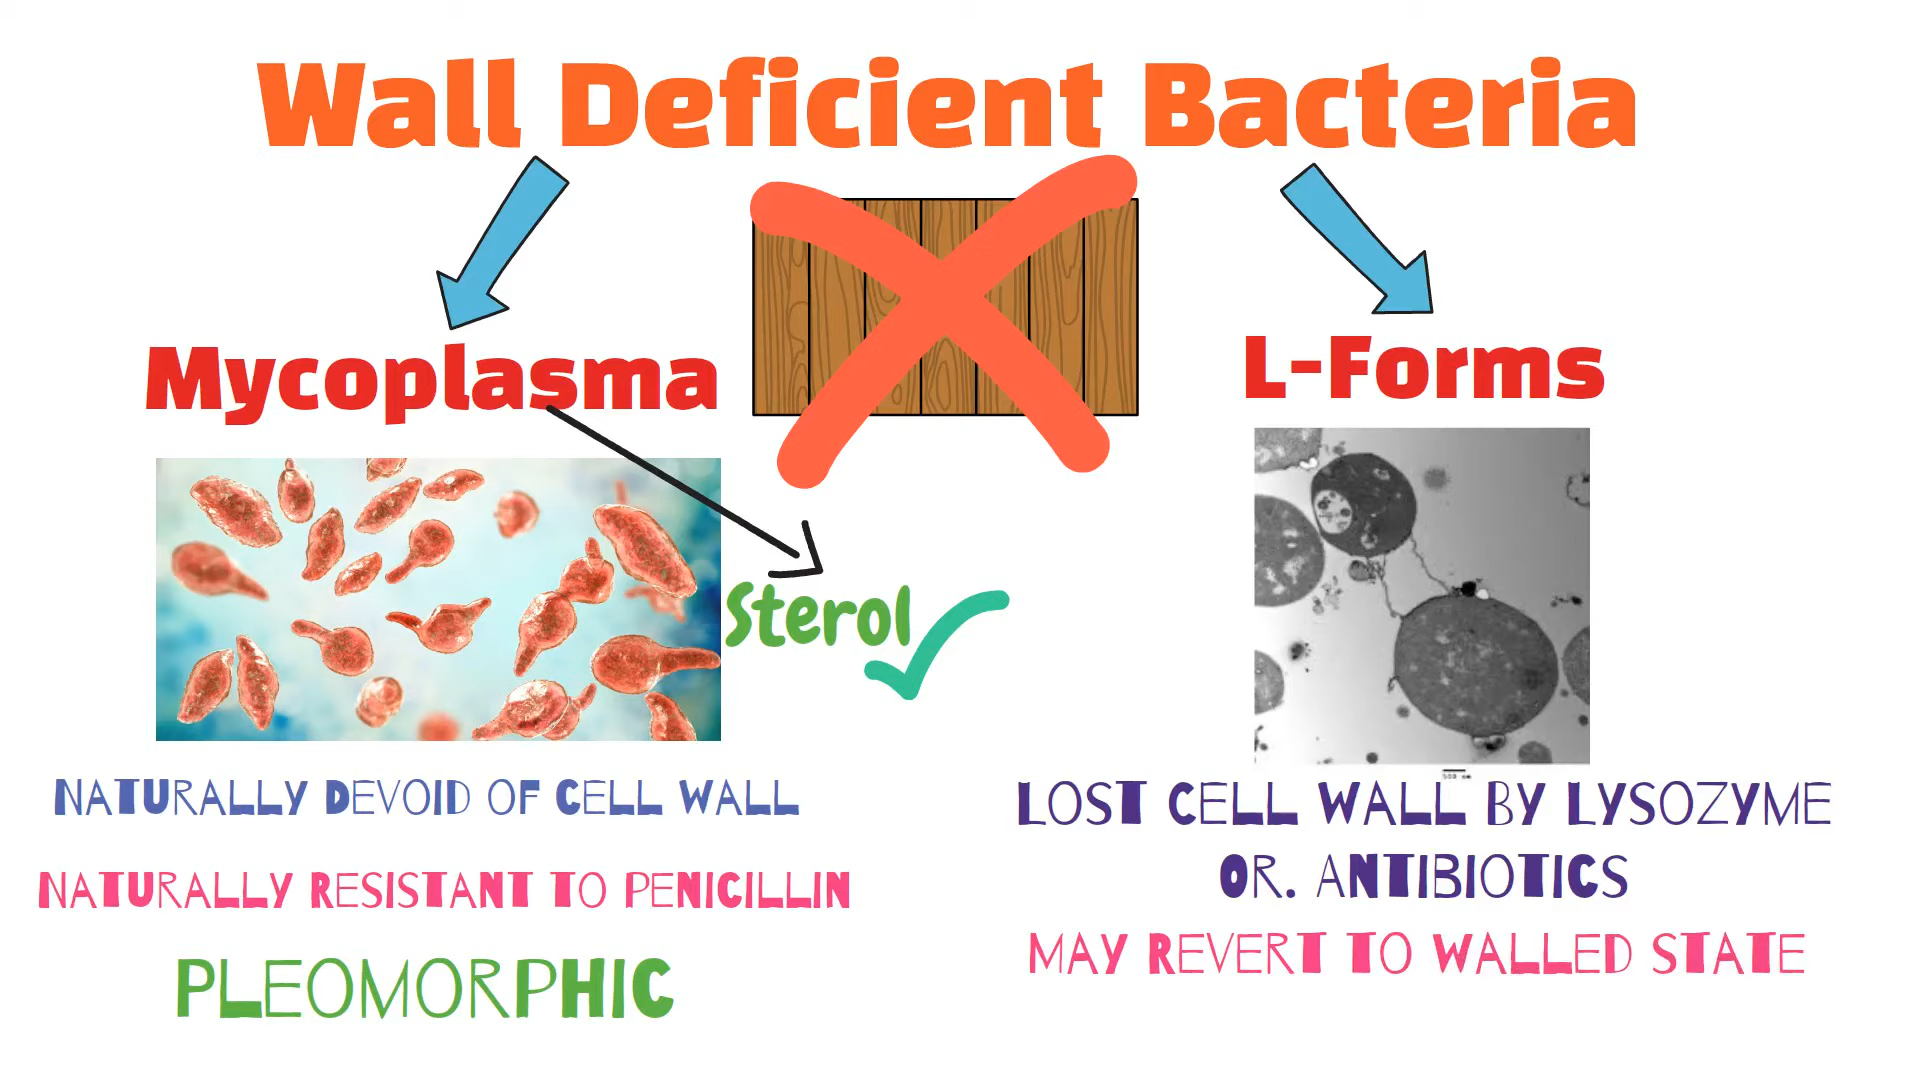 Wall Deficient Bacteria
Mycoplasma
L-Forms
Sterol
NATURALLY DEVOID OF CELL WALL
NATURALLY RESISTANT TO PENICILLIN
PLEOMORPHIC
LOST CELL WALL BY LYSOZYME
OR. ANTIBIOTICS
MAY REVERT TO WALLED STATE